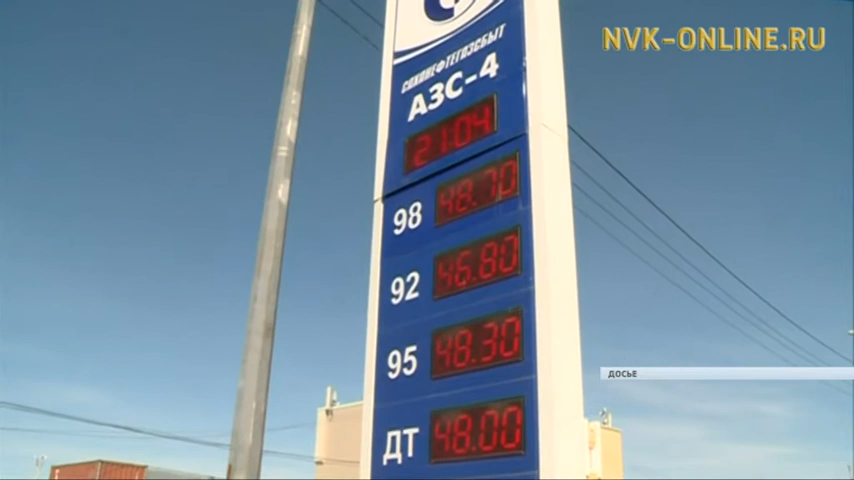 NVK-ONLINE.RU
САХАНЕФТЕГАЗСБЫТ
АЗС-4
21:04
98 48.70
92 46.80
95 48.30
ДТ 48.00
ДОСЬЕ